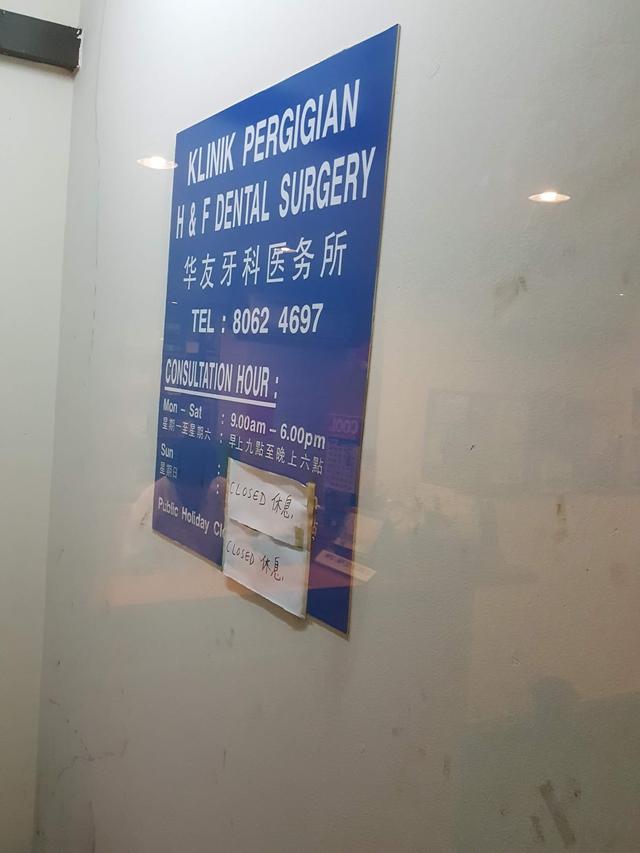 KLINIK PERGIGIAN
H & F DENTAL SURGERY
华友牙科医务所
TEL : 8062 4697
CONSULTATION HOUR :
Mon – Sat : 9.00am – 6.00pm
星期一至星期六 : 早上九點至晚上六點
Sun :
星期日 :
CLOSED 休息
Public Holiday Cl
CLOSED 休息